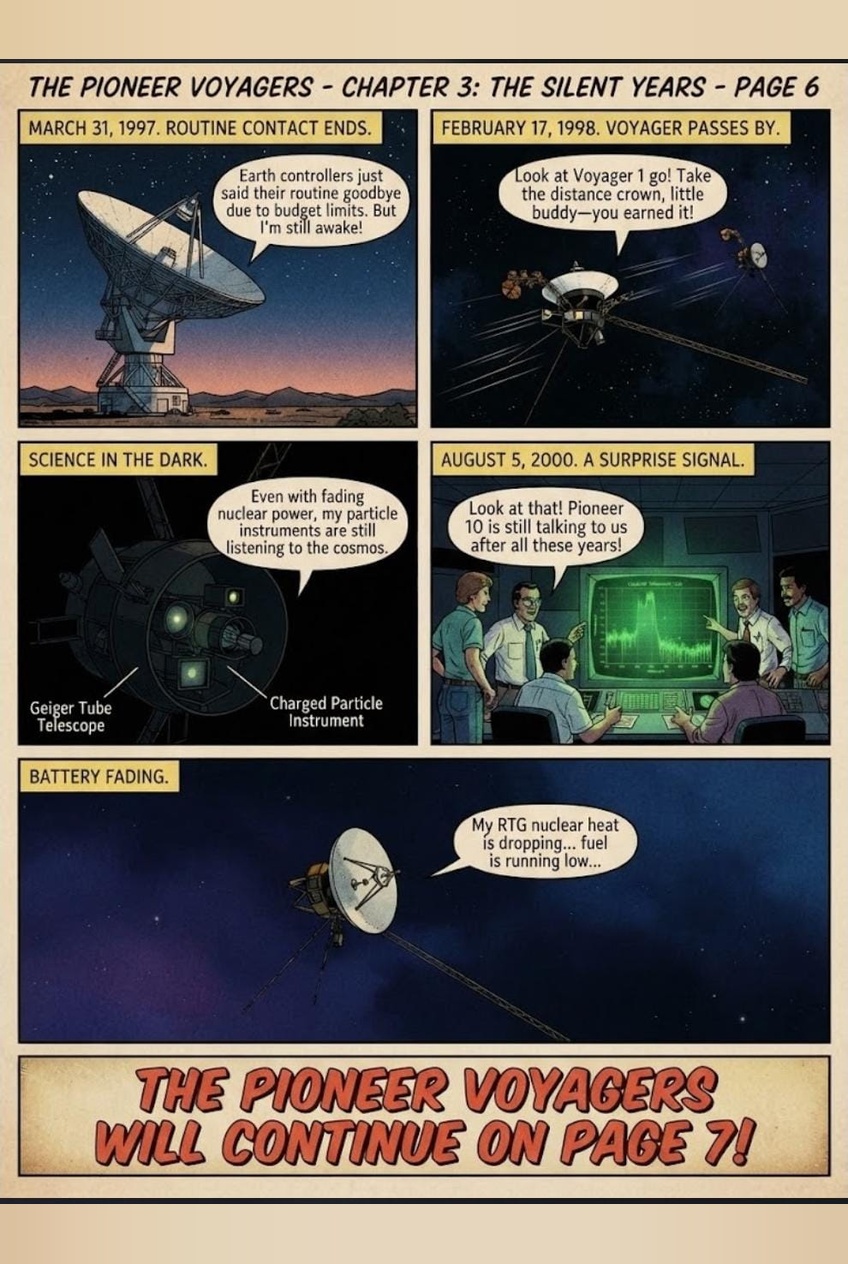 THE PIONEER VOYAGERS - CHAPTER 3: THE SILENT YEARS - PAGE 6
MARCH 31, 1997. ROUTINE CONTACT ENDS.
Earth controllers just
said their routine goodbye
due to budget limits. But
I'm still awake!
FEBRUARY 17, 1998. VOYAGER PASSES BY.
Look at Voyager 1 go! Take
the distance crown, little
buddy—you earned it!
SCIENCE IN THE DARK.
Even with fading
nuclear power, my particle
instruments are still
listening to the cosmos.
Geiger Tube
Telescope
Charged Particle
Instrument
AUGUST 5, 2000. A SURPRISE SIGNAL.
Look at that! Pioneer
10 is still talking to us
after all these years!
BATTERY FADING.
My RTG nuclear heat
is dropping... fuel
is running low...
THE PIONEER VOYAGERS
WILL CONTINUE ON PAGE 7!